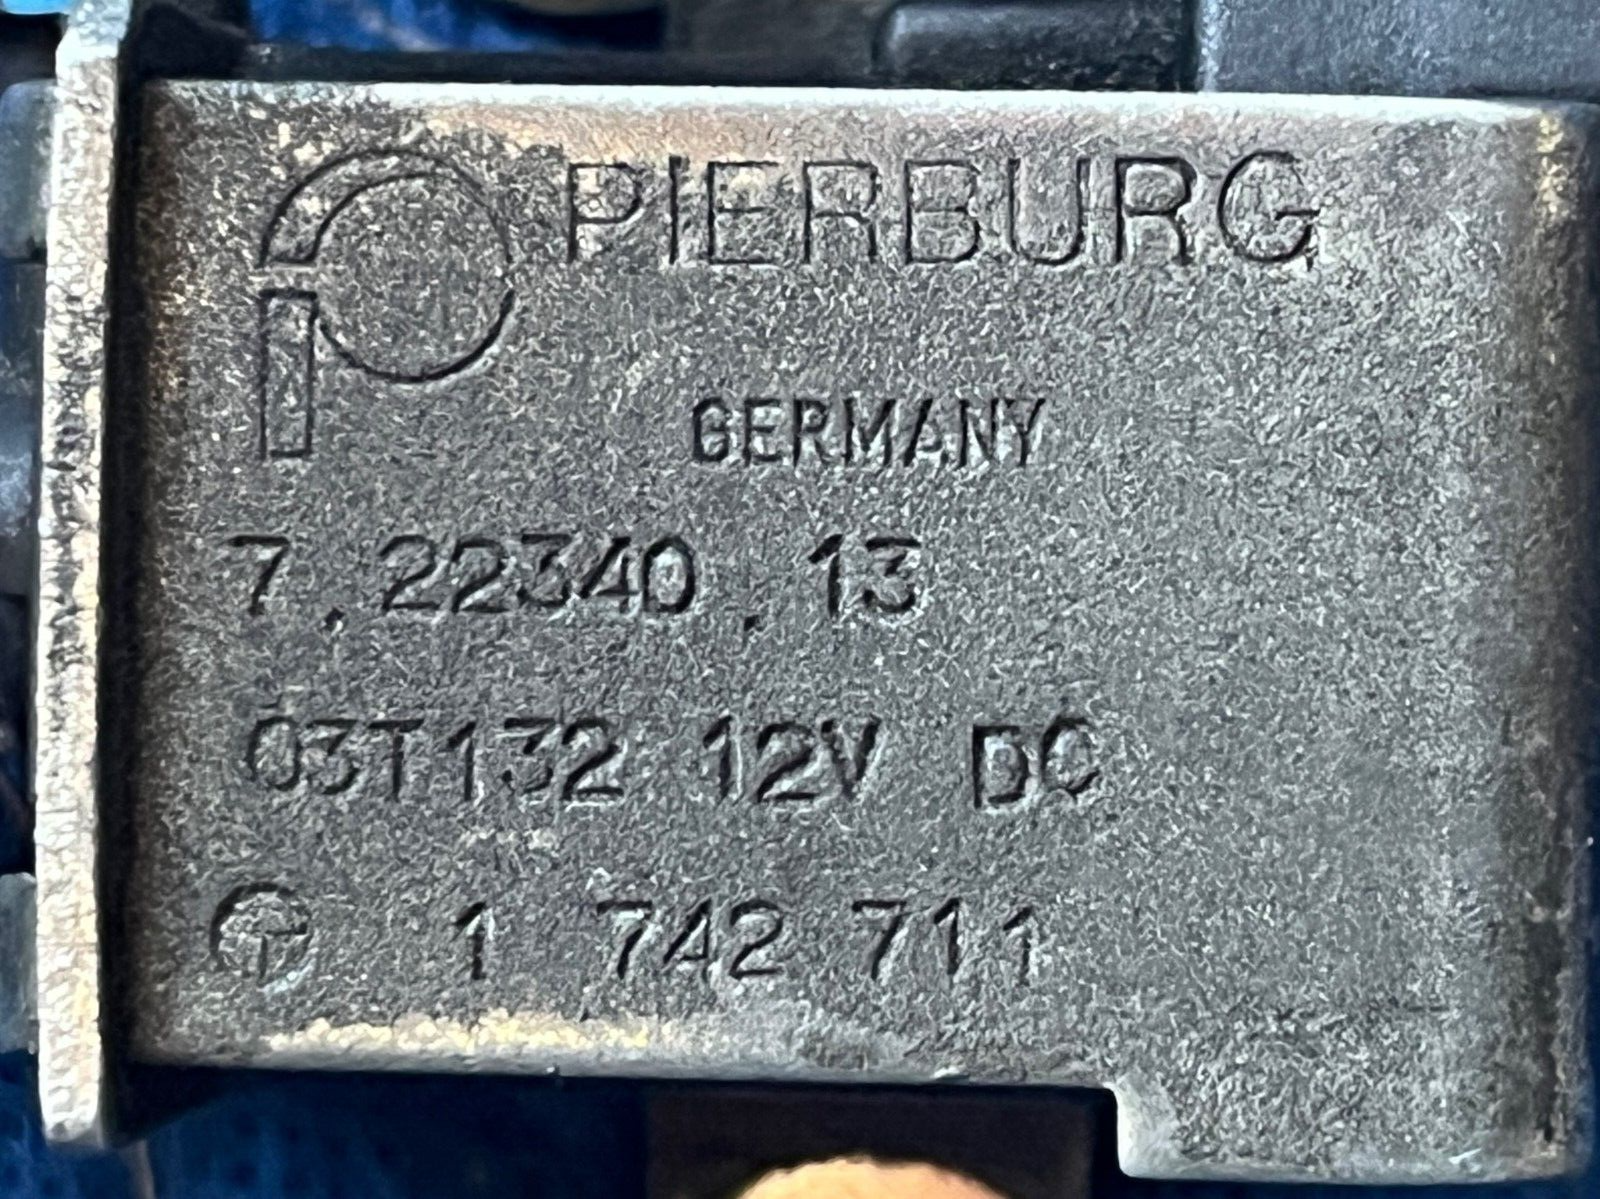 PIERBURG
GERMANY
7.22340.13
03T132 12V DC
1 742 711